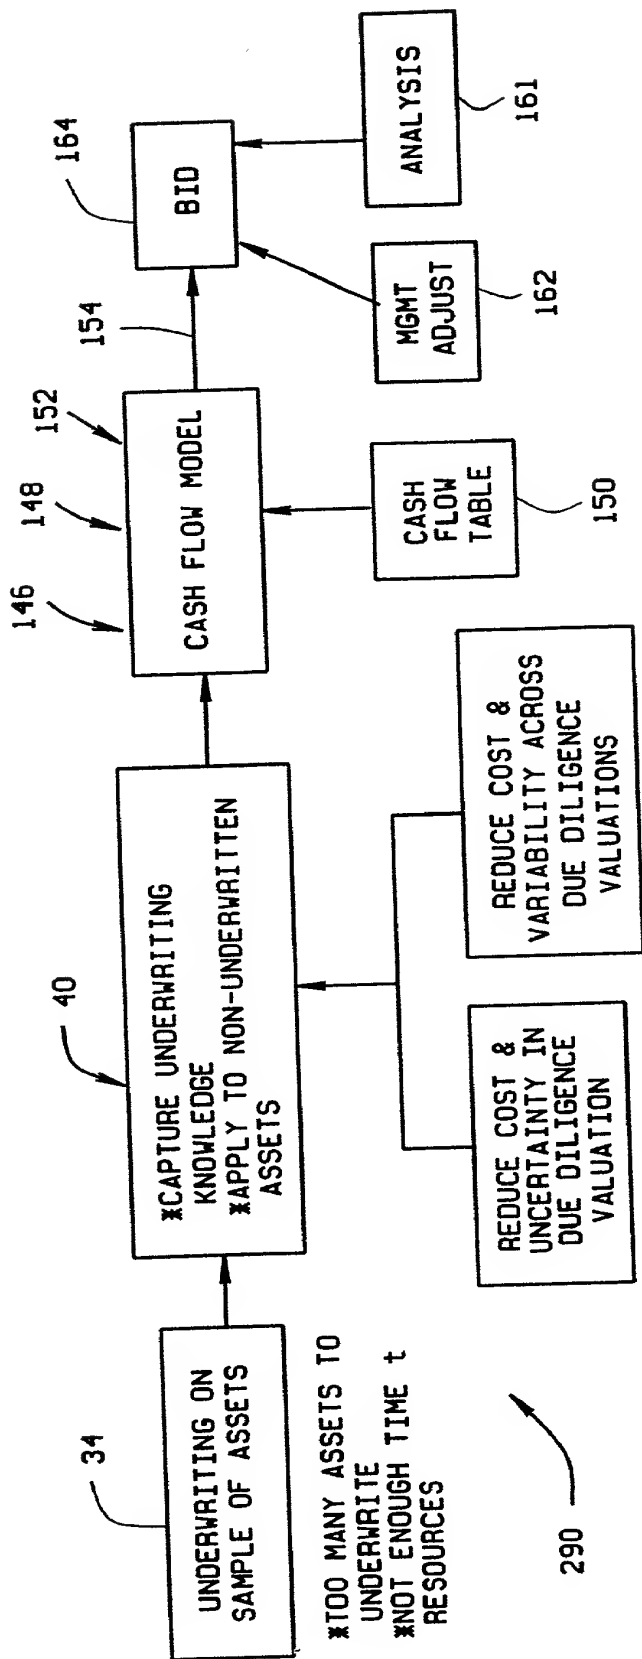 34
UNDERWRITING ON
SAMPLE OF ASSETS
*TOO MANY ASSETS TO
UNDERWRITE
*NOT ENOUGH TIME t
RESOURCES
290
40
*CAPTURE UNDERWRITING
KNOWLEDGE
*APPLY TO NON-UNDERWRITTEN
ASSETS
REDUCE COST &
UNCERTAINTY IN
DUE DILIGENCE
VALUATION
REDUCE COST &
VARIABILITY ACROSS
DUE DILIGENCE
VALUATIONS
146
148
152
CASH FLOW MODEL
CASH
FLOW
TABLE
150
154
164
BID
MGMT
ADJUST
162
ANALYSIS
161